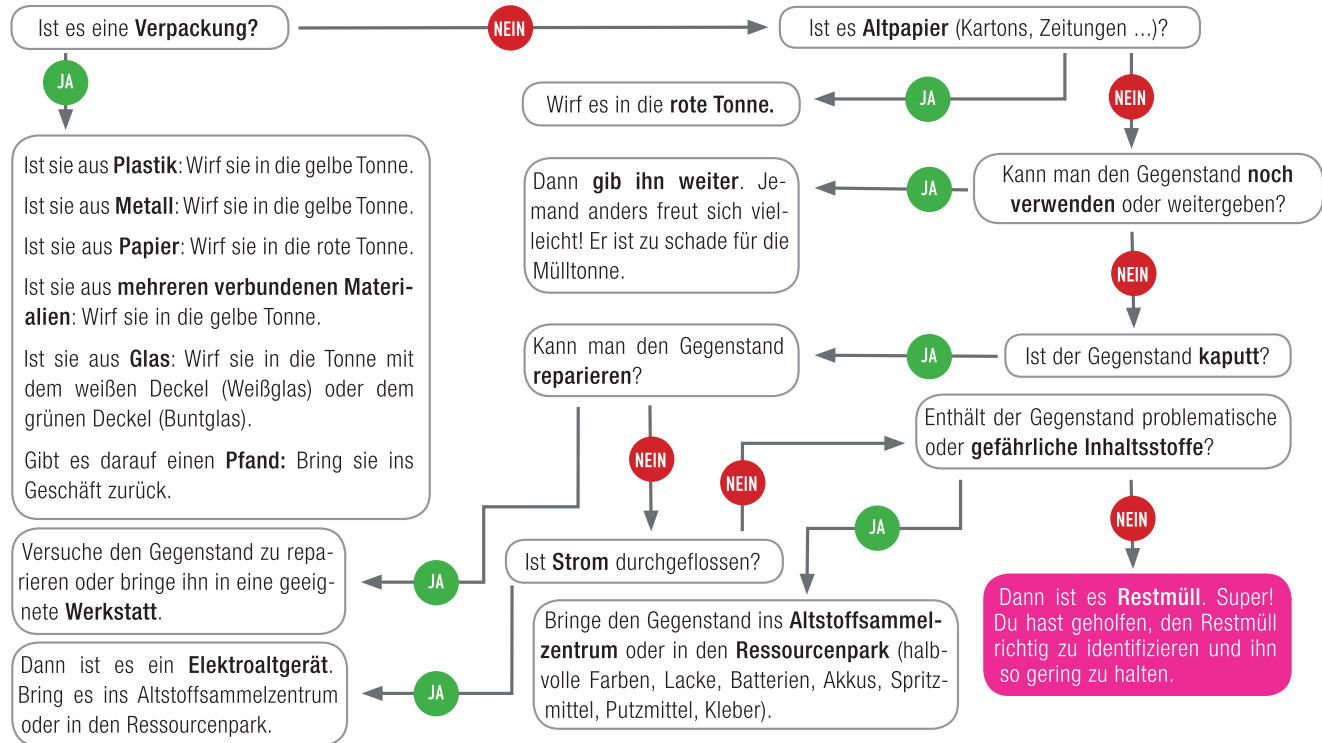 Ist es eine Verpackung?
NEIN
Ist es Altpapier (Kartons, Zeitungen ...)?
JA
Wirf es in die rote Tonne.
JA
NEIN
Ist sie aus Plastik: Wirf sie in die gelbe Tonne.
Ist sie aus Metall: Wirf sie in die gelbe Tonne.
Ist sie aus Papier: Wirf sie in die rote Tonne.
Ist sie aus mehreren verbundenen Materi-
alien: Wirf sie in die gelbe Tonne.
Ist sie aus Glas: Wirf sie in die Tonne mit
dem weißen Deckel (Weißglas) oder dem
grünen Deckel (Buntglas).
Gibt es darauf einen Pfand: Bring sie ins
Geschäft zurück.
Kann man den Gegenstand noch
verwenden oder weitergeben?
JA
Dann gib ihn weiter. Je-
mand anders freut sich viel-
leicht! Er ist zu schade für die
Mülltonne.
NEIN
Ist der Gegenstand kaputt?
JA
Kann man den Gegenstand
reparieren?
NEIN
JA
Versuche den Gegenstand zu repa-
rieren oder bringe ihn in eine geeig-
nete Werkstatt.
Ist Strom durchgeflossen?
JA
Dann ist es ein Elektroaltgerät.
Bring es ins Altstoffsammelzentrum
oder in den Ressourcenpark.
NEIN
Enthält der Gegenstand problematische
oder gefährliche Inhaltsstoffe?
JA
Bringe den Gegenstand ins Altstoffsammel-
zentrum oder in den Ressourcenpark (halb-
volle Farben, Lacke, Batterien, Akkus, Spritz-
mittel, Putzmittel, Kleber).
NEIN
Dann ist es Restmüll. Super!
Du hast geholfen, den Restmüll
richtig zu identifizieren und ihn
so gering zu halten.